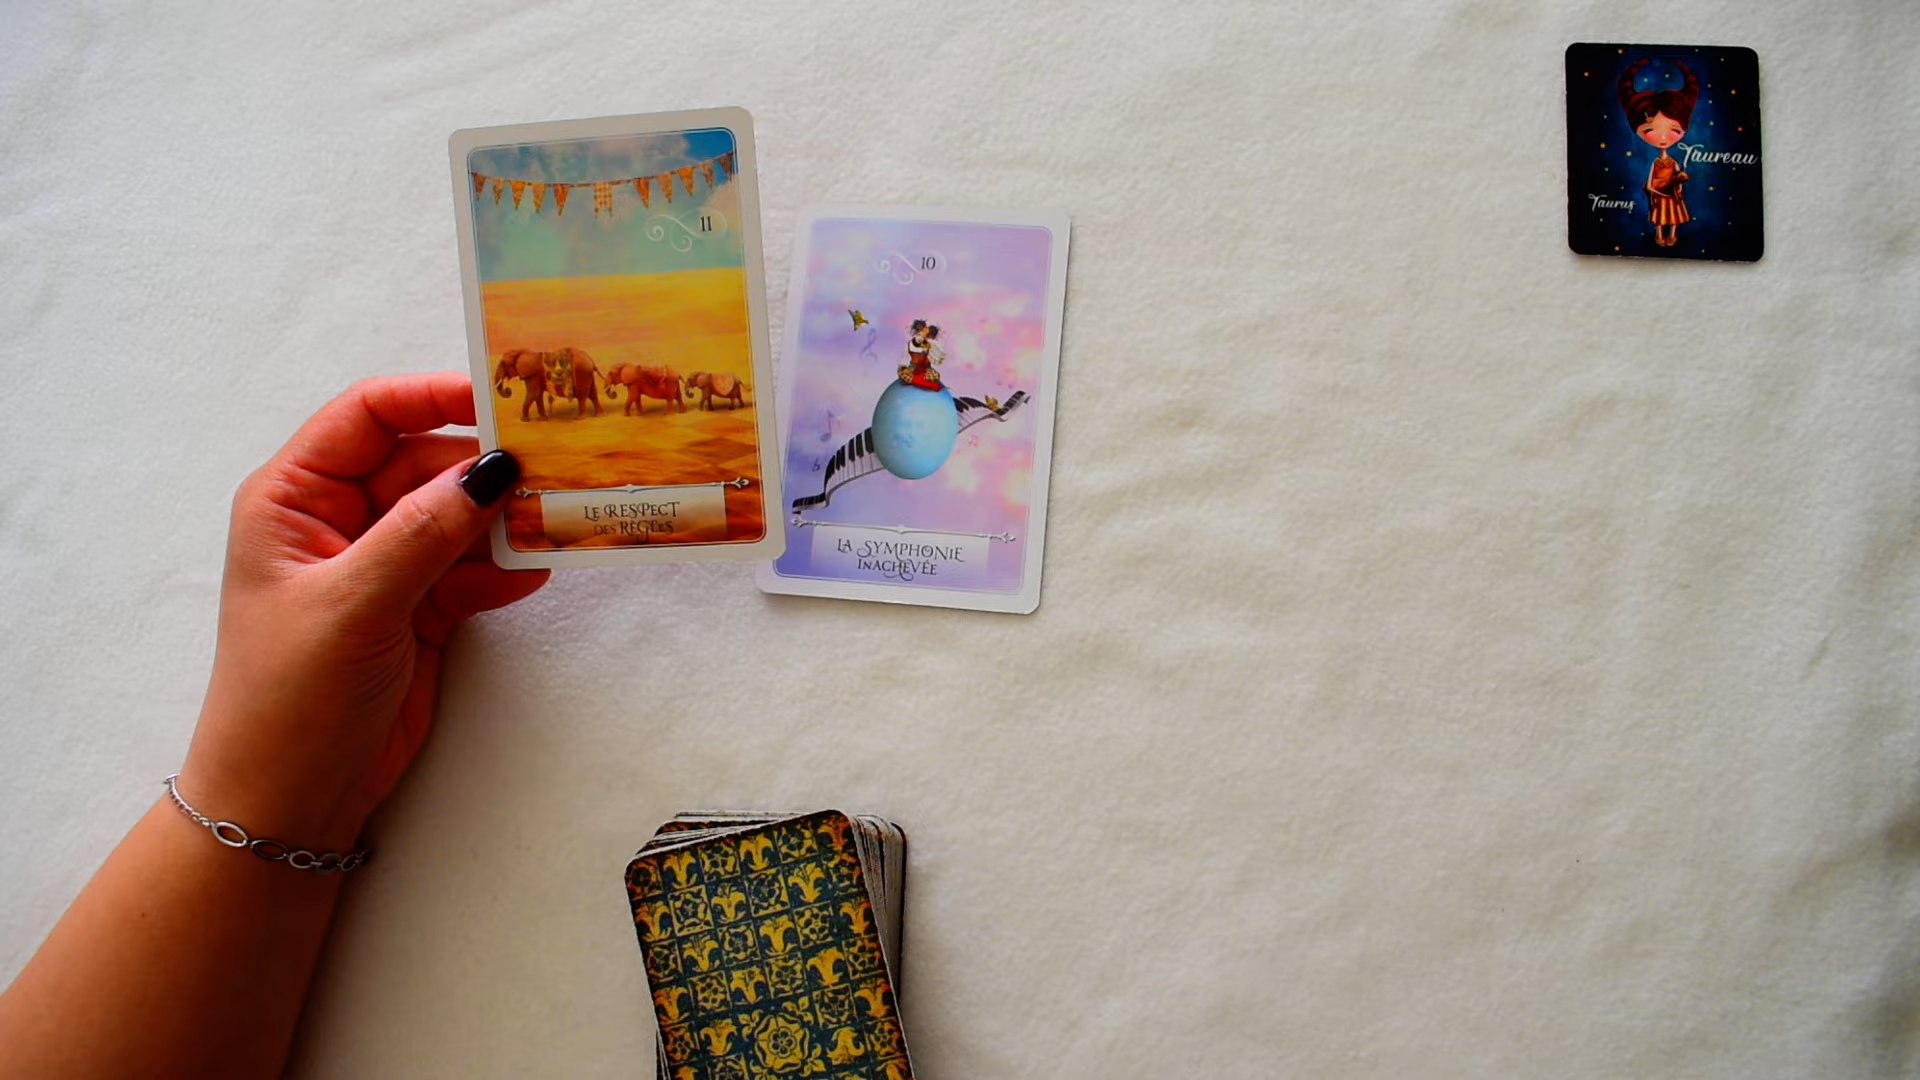 11
LE RESPECT
DES RÈGLES
10
LA SYMPHONIE
INACHEVÉE
Taureau
Taurus